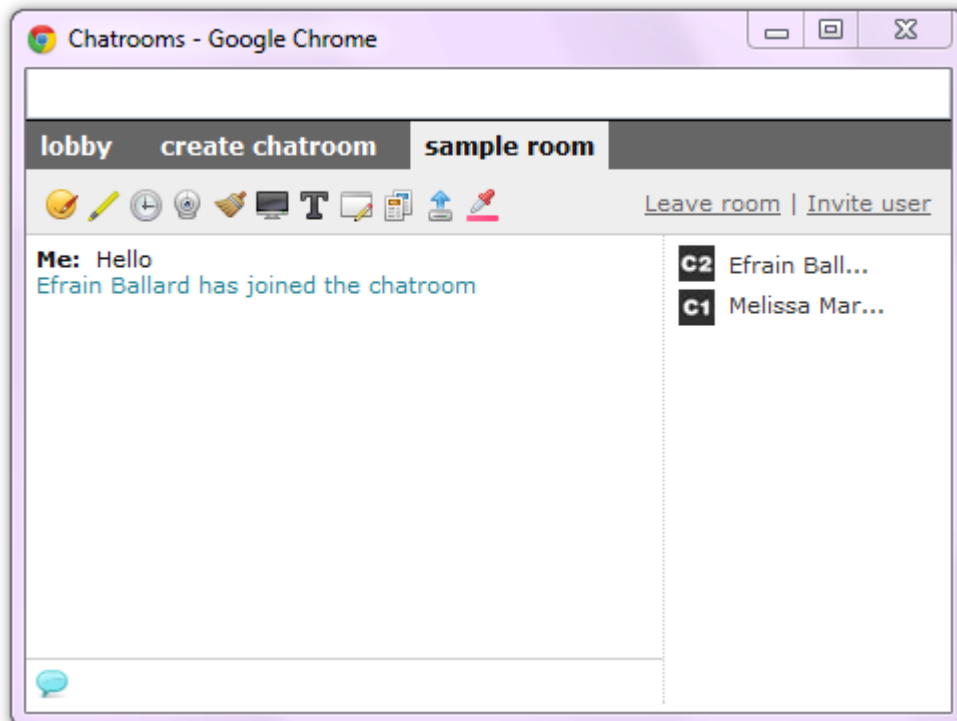 Chatrooms - Google Chrome
lobby create chatroom sample room
T Leave room | Invite user
Me: Hello
Efrain Ballard has joined the chatroom
C2 Efrain Ball...
C1 Melissa Mar...